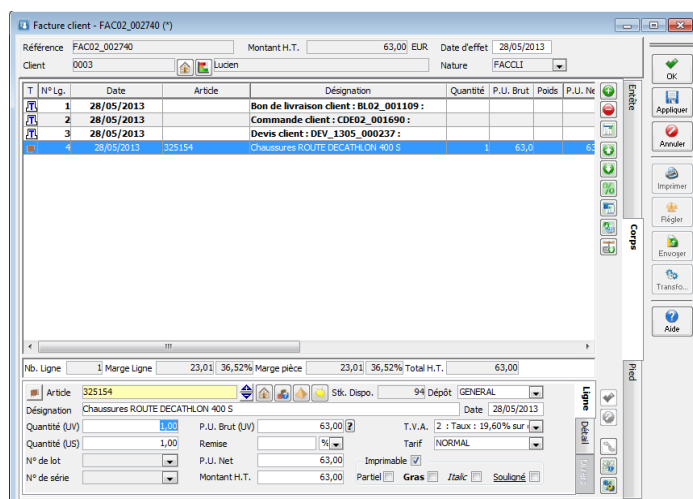 Facture client - FAC02_002740 (*)
Référence FAC02_002740 Montant H.T. 63,00 EUR Date d'effet 28/05/2013
Client 0003 Lucien Nature FACCLI
T N° Lg. Date Article Désignation Quantité P.U. Brut Poids P.U. Ne
1 28/05/2013 Bon de livraison client : BL02_001109 :
2 28/05/2013 Commande client : CDE02_001690 :
3 28/05/2013 Devis client : DEV_1305_000237 :
4 28/05/2013 325154 Chaussures ROUTE DECATHLON 400 S 1 63,0 63
Entête
Corps
Pied
OK
Appliquer
Annuler
Imprimer
Régler
Envoyer
Transfo...
Aide
Nb. Ligne 1 Marge Ligne 23,01 36,52% Marge pièce 23,01 36,52% Total H.T. 63,00
Article 325154 Stk. Dispo. 94 Dépôt GENERAL
Désignation Chaussures ROUTE DECATHLON 400 S Date 28/05/2013
Quantité (UV) 1,00 P.U. Brut (UV) 63,00 ? T.V.A. 2 : Taux : 19,60% sur
Quantité (US) 1,00 Remise % Tarif NORMAL
N° de lot P.U. Net 63,00 Imprimable
N° de série Montant H.T. 63,00 Partiel Gras Italic Souligné
Ligne
Détail